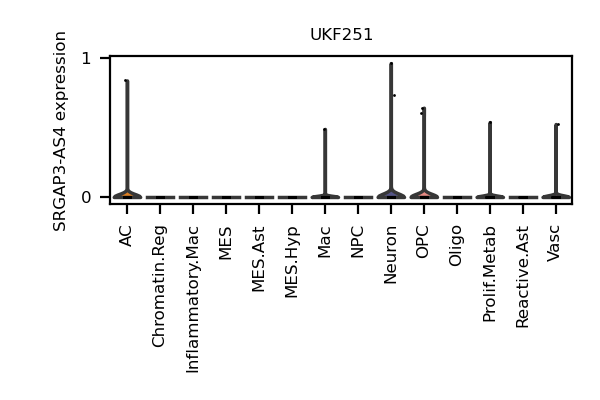 UKF251
SRGAP3-AS4 expression
1
0
AC
Chromatin.Reg
Inflammatory.Mac
MES
MES.Ast
MES.Hyp
Mac
NPC
Neuron
OPC
Oligo
Prolif.Metab
Reactive.Ast
Vasc